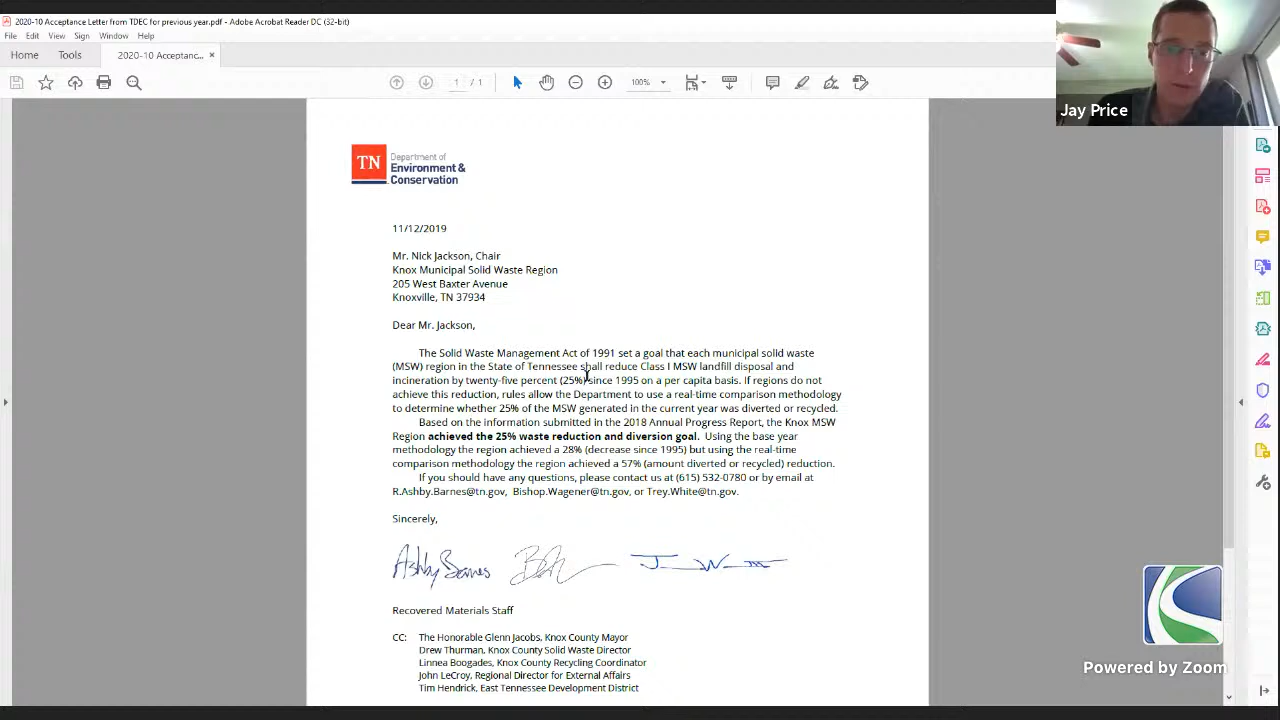 2020-10 Acceptance Letter from TDEC for previous year.pdf - Adobe Acrobat Reader DC (32-bit)
File Edit View Sign Window Help
Home Tools 2020-10 Acceptanc... ×
1 / 1 100%
Jay Price
TN Department of
Environment &
Conservation
11/12/2019
Mr. Nick Jackson, Chair
Knox Municipal Solid Waste Region
205 West Baxter Avenue
Knoxville, TN 37934
Dear Mr. Jackson,
The Solid Waste Management Act of 1991 set a goal that each municipal solid waste
(MSW) region in the State of Tennessee shall reduce Class I MSW landfill disposal and
incineration by twenty-five percent (25%) since 1995 on a per capita basis. If regions do not
achieve this reduction, rules allow the Department to use a real-time comparison methodology
to determine whether 25% of the MSW generated in the current year was diverted or recycled.
Based on the information submitted in the 2018 Annual Progress Report, the Knox MSW
Region achieved the 25% waste reduction and diversion goal. Using the base year
methodology the region achieved a 28% (decrease since 1995) but using the real-time
comparison methodology the region achieved a 57% (amount diverted or recycled) reduction.
If you should have any questions, please contact us at (615) 532-0780 or by email at
R.Ashby.Barnes@tn.gov, Bishop.Wagener@tn.gov, or Trey.White@tn.gov.
Sincerely,
Ashby Barnes
Recovered Materials Staff
CC: The Honorable Glenn Jacobs, Knox County Mayor
Drew Thurman, Knox County Solid Waste Director
Linnea Boogades, Knox County Recycling Coordinator
John LeCroy, Regional Director for External Affairs
Tim Hendrick, East Tennessee Development District
Powered by Zoom